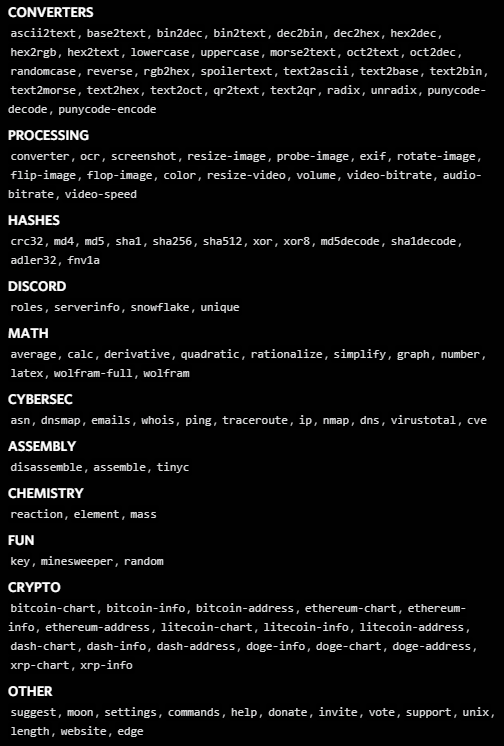 CONVERTERS
ascii2text, base2text, bin2dec, bin2text, dec2bin, dec2hex, hex2dec,
hex2rgb, hex2text, lowercase, uppercase, morse2text, oct2text, oct2dec,
randomcase, reverse, rgb2hex, spoilertext, text2ascii, text2base, text2bin,
text2morse, text2hex, text2oct, qr2text, text2qr, radix, unradix, punycode-
decode, punycode-encode
PROCESSING
converter, ocr, screenshot, resize-image, probe-image, exif, rotate-image,
flip-image, flop-image, color, resize-video, volume, video-bitrate, audio-
bitrate, video-speed
HASHES
crc32, md4, md5, sha1, sha256, sha512, xor, xor8, md5decode, sha1decode,
adler32, fnv1a
DISCORD
roles, serverinfo, snowflake, unique
MATH
average, calc, derivative, quadratic, rationalize, simplify, graph, number,
latex, wolfram-full, wolfram
CYBERSEC
asn, dnsmap, emails, whois, ping, traceroute, ip, nmap, dns, virustotal, cve
ASSEMBLY
disassemble, assemble, tinyc
CHEMISTRY
reaction, element, mass
FUN
key, minesweeper, random
CRYPTO
bitcoin-chart, bitcoin-info, bitcoin-address, ethereum-chart, ethereum-
info, ethereum-address, litecoin-chart, litecoin-info, litecoin-address,
dash-chart, dash-info, dash-address, doge-info, doge-chart, doge-address,
xrp-chart, xrp-info
OTHER
suggest, moon, settings, commands, help, donate, invite, vote, support, unix,
length, website, edge